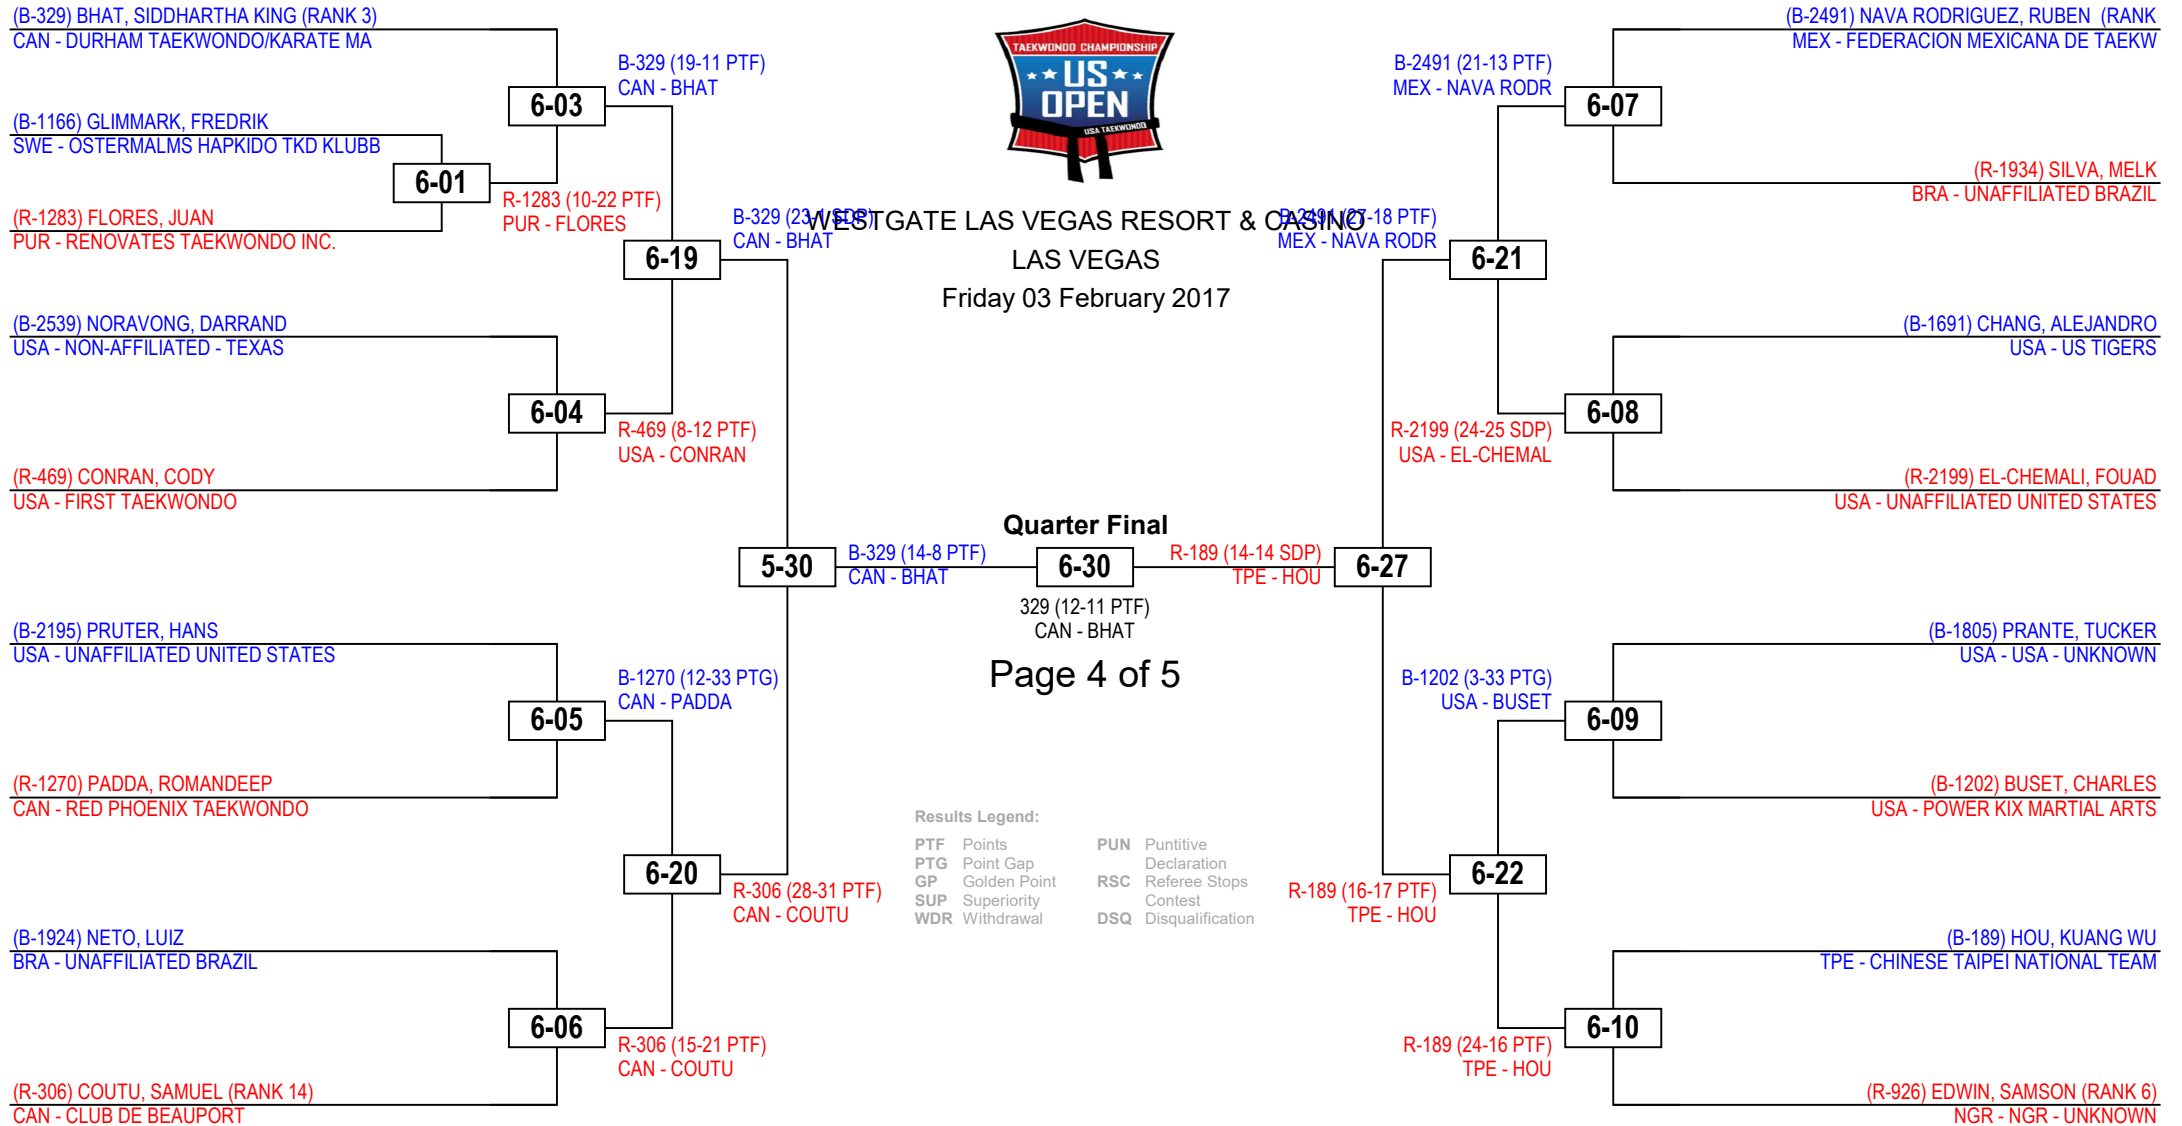 (B-329) BHAT, SIDDHARTHA KING (RANK 3)
CAN - DURHAM TAEKWONDO/KARATE MA
(B-1166) GLIMMARK, FREDRIK
SWE - OSTERMALMS HAPKIDO TKD KLUBB
(R-1283) FLORES, JUAN
PUR - RENOVATES TAEKWONDO INC.
(B-2539) NORAVONG, DARRAND
USA - NON-AFFILIATED - TEXAS
(R-469) CONRAN, CODY
USA - FIRST TAEKWONDO
(B-2195) PRUTER, HANS
USA - UNAFFILIATED UNITED STATES
(R-1270) PADDA, ROMANDEEP
CAN - RED PHOENIX TAEKWONDO
(B-1924) NETO, LUIZ
BRA - UNAFFILIATED BRAZIL
(R-306) COUTU, SAMUEL (RANK 14)
CAN - CLUB DE BEAUPORT
6-01
R-1283 (10-22 PTF)
PUR - FLORES
6-03
B-329 (19-11 PTF)
CAN - BHAT
6-04
R-469 (8-12 PTF)
USA - CONRAN
6-05
B-1270 (12-33 PTG)
CAN - PADDA
6-06
R-306 (15-21 PTF)
CAN - COUTU
6-19
B-329 (23-1 SDP)
CAN - BHAT
6-20
R-306 (28-31 PTF)
CAN - COUTU
5-30
B-329 (14-8 PTF)
CAN - BHAT
TAEKWONDO CHAMPIONSHIP
US
OPEN
USA TAEKWONDO
WESTGATE LAS VEGAS RESORT & CASINO
LAS VEGAS
Friday 03 February 2017
Quarter Final
6-30
329 (12-11 PTF)
CAN - BHAT
Page 4 of 5
Results Legend:
PTF Points
PTG Point Gap
GP Golden Point
SUP Superiority
WDR Withdrawal
PUN Puntitive
Declaration
RSC Referee Stops
Contest
DSQ Disqualification
R-189 (14-14 SDP)
TPE - HOU
6-27
B-2491 (27-18 PTF)
MEX - NAVA RODR
6-21
R-189 (16-17 PTF)
TPE - HOU
6-22
B-2491 (21-13 PTF)
MEX - NAVA RODR
6-07
R-2199 (24-25 SDP)
USA - EL-CHEMAL
6-08
B-1202 (3-33 PTG)
USA - BUSET
6-09
R-189 (24-16 PTF)
TPE - HOU
6-10
(B-2491) NAVA RODRIGUEZ, RUBEN (RANK
MEX - FEDERACION MEXICANA DE TAEKW
(R-1934) SILVA, MELK
BRA - UNAFFILIATED BRAZIL
(B-1691) CHANG, ALEJANDRO
USA - US TIGERS
(R-2199) EL-CHEMALI, FOUAD
USA - UNAFFILIATED UNITED STATES
(B-1805) PRANTE, TUCKER
USA - USA - UNKNOWN
(B-1202) BUSET, CHARLES
USA - POWER KIX MARTIAL ARTS
(B-189) HOU, KUANG WU
TPE - CHINESE TAIPEI NATIONAL TEAM
(R-926) EDWIN, SAMSON (RANK 6)
NGR - NGR - UNKNOWN